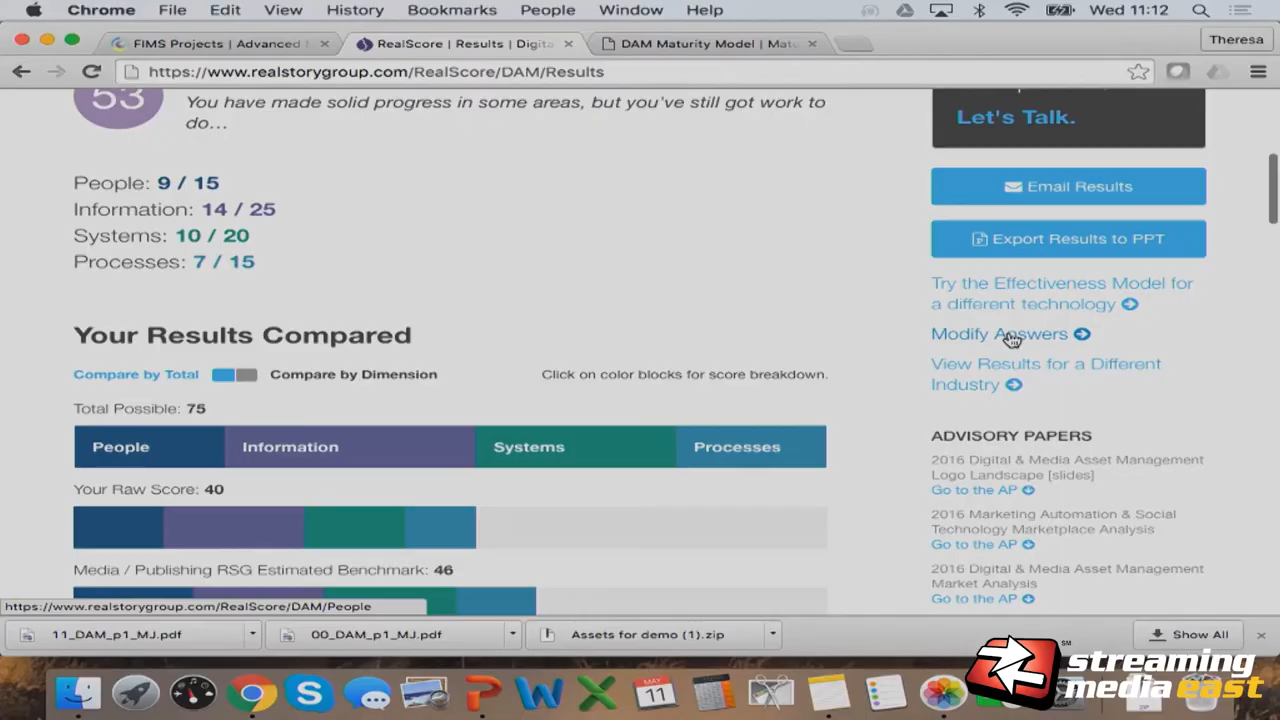 Chrome File Edit View History Bookmarks People Window Help Wed 11:12
FIMS Projects | Advanced RealScore | Results | Digita DAM Maturity Model | Matu Theresa
https://www.realstorygroup.com/RealScore/DAM/Results
53
You have made solid progress in some areas, but you've still got work to
do…
People: 9 / 15
Information: 14 / 25
Systems: 10 / 20
Processes: 7 / 15
Your Results Compared
Compare by Total Compare by Dimension Click on color blocks for score breakdown.
Total Possible: 75
People Information Systems Processes
Your Raw Score: 40
Media / Publishing RSG Estimated Benchmark: 46
Let's Talk.
Email Results
Export Results to PPT
Try the Effectiveness Model for
a different technology
Modify Answers
View Results for a Different
Industry
ADVISORY PAPERS
2016 Digital & Media Asset Management
Logo Landscape [slides]
Go to the AP
2016 Marketing Automation & Social
Technology Marketplace Analysis
Go to the AP
2016 Digital & Media Asset Management
Market Analysis
Go to the AP
https://www.realstorygroup.com/RealScore/DAM/People
11_DAM_p1_MJ.pdf 00_DAM_p1_MJ.pdf Assets for demo (1).zip Show All
MAY
11
ZIP
streaming
media east
SM